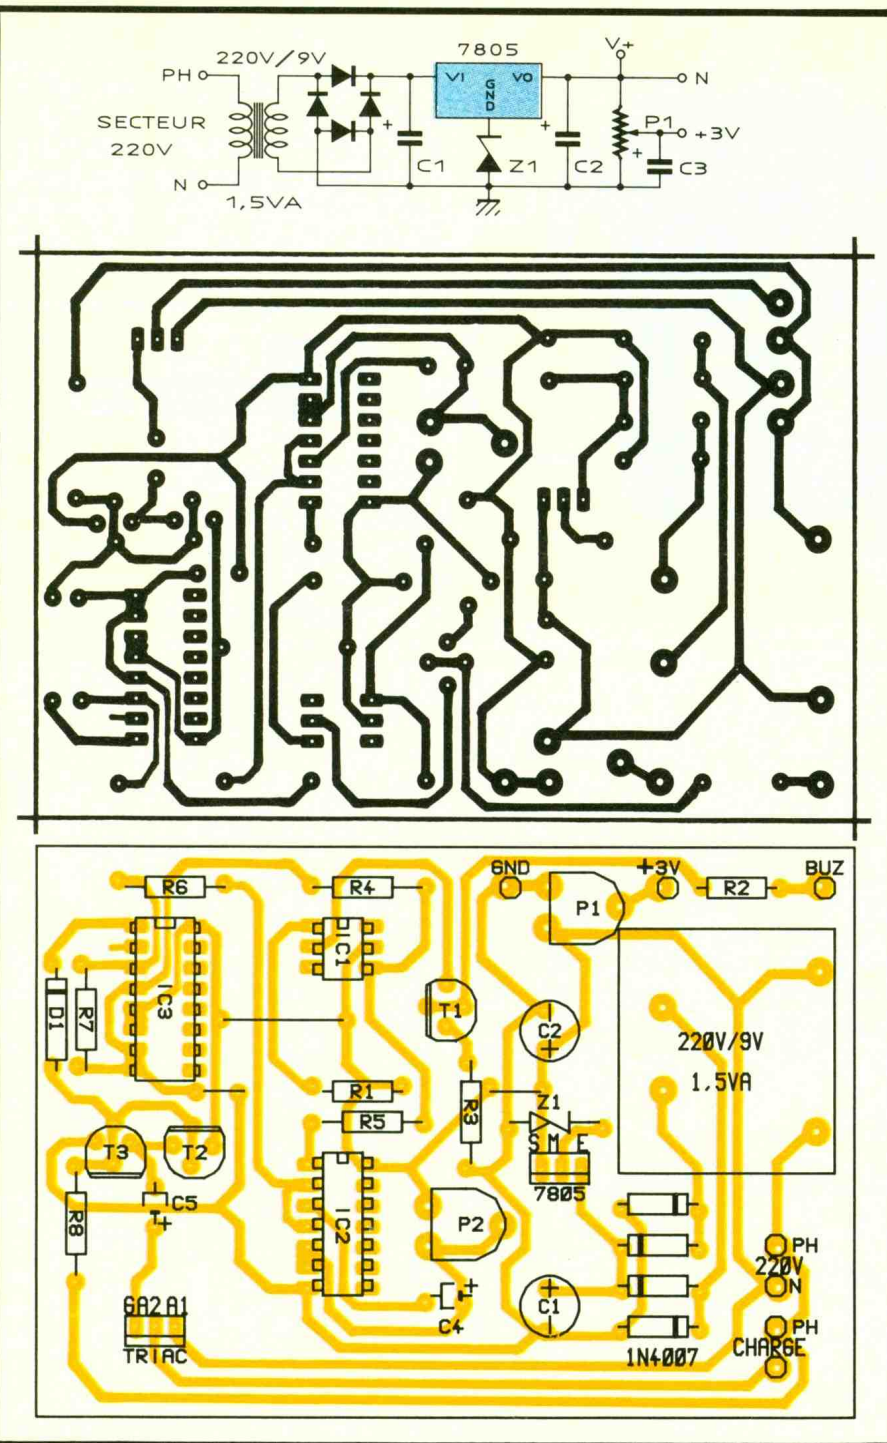 220V/9V
7805
V+
PH
VI
VO
GND
N
SECTEUR
220V
P1
+3V
+
+
+
C1
Z1
C2
C3
N
1,5VA
R6
R4
GND
+3V
BUZ
R2
P1
IC1
IC3
D1
R7
T1
C2
220V/9V
1,5VA
R1
Z1
R5
R3
S M E
T3
T2
7805
C5
R8
+
IC2
P2
PH
220V
N
C4
+
C1
GA2 A1
PH
TRIAC
1N4007
CHARGE